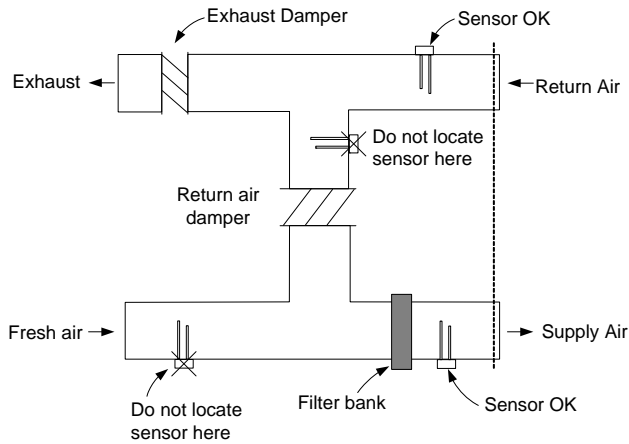 Exhaust Damper
Sensor OK
Exhaust
Return Air
Do not locate
sensor here
Return air
damper
Fresh air
Supply Air
Do not locate
sensor here
Filter bank
Sensor OK